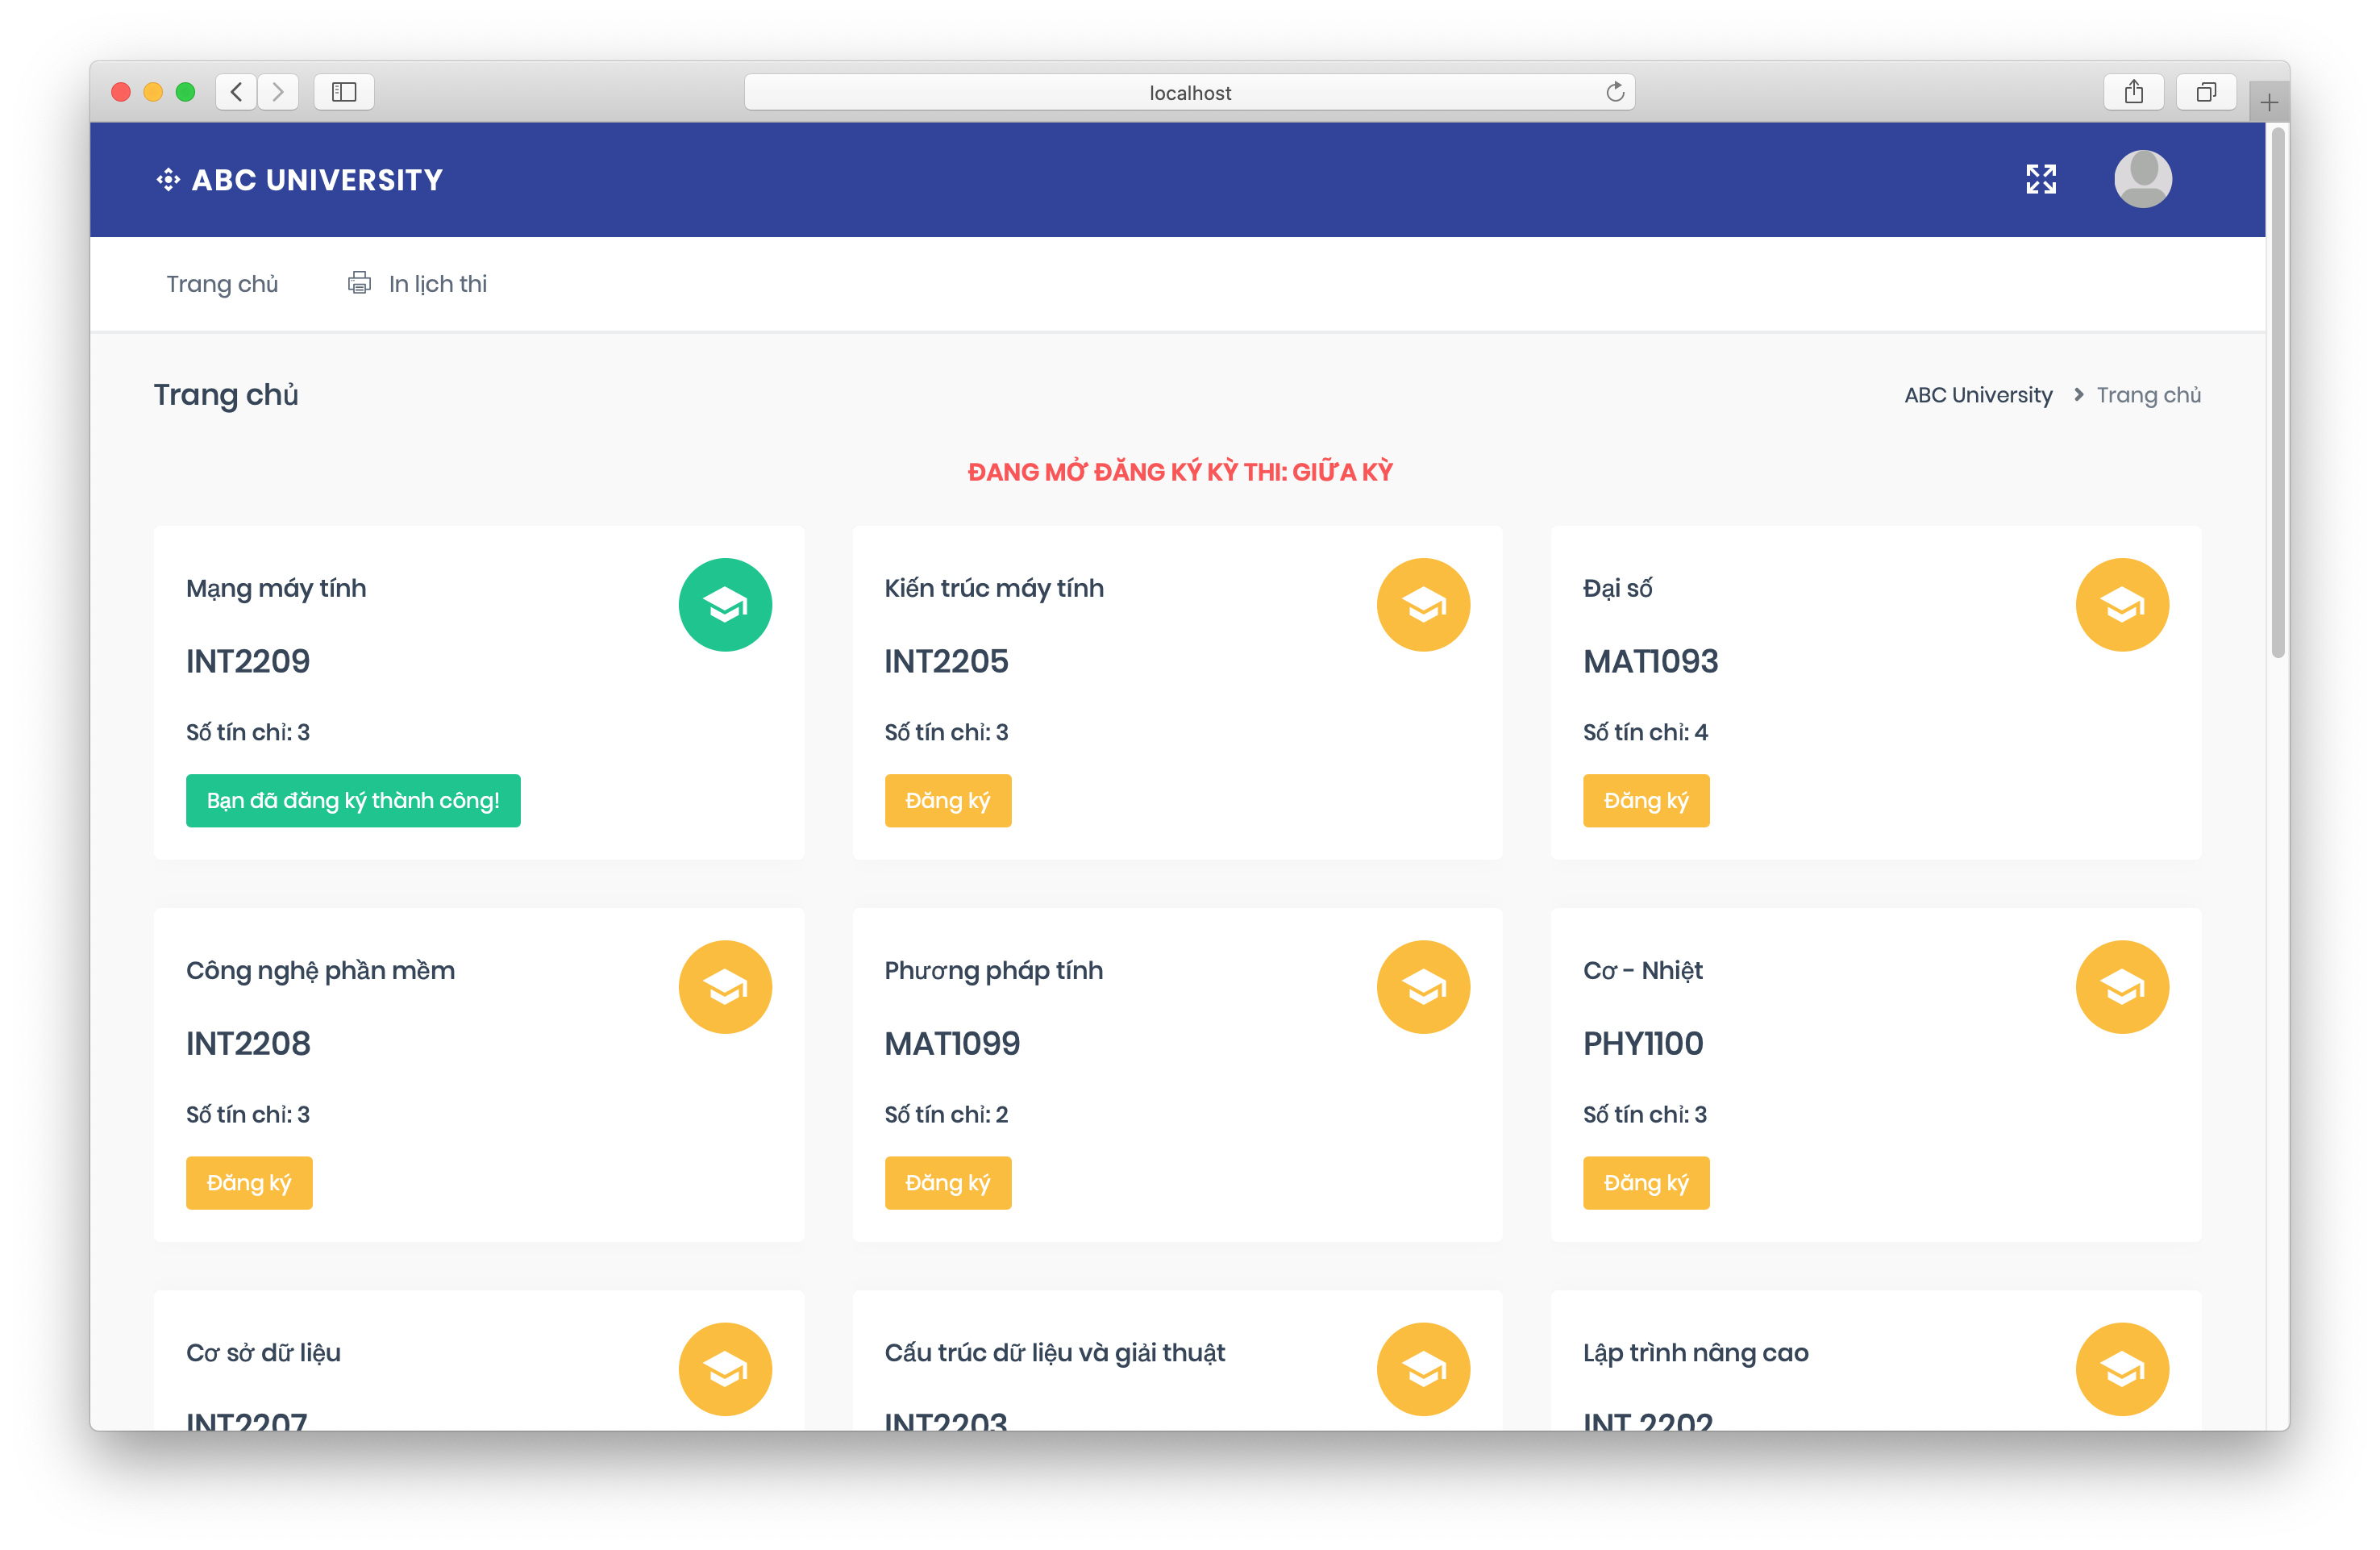 localhost
ABC UNIVERSITY
Trang chủ
In lịch thi
Trang chủ
ABC University > Trang chủ
ĐANG MỞ ĐĂNG KÝ KỲ THI: GIỮA KỲ
Mạng máy tính
INT2209
Số tín chỉ: 3
Bạn đã đăng ký thành công!
Kiến trúc máy tính
INT2205
Số tín chỉ: 3
Đăng ký
Đại số
MAT1093
Số tín chỉ: 4
Đăng ký
Công nghệ phần mềm
INT2208
Số tín chỉ: 3
Đăng ký
Phương pháp tính
MAT1099
Số tín chỉ: 2
Đăng ký
Cơ - Nhiệt
PHY1100
Số tín chỉ: 3
Đăng ký
Cơ sở dữ liệu
INT2207
Cấu trúc dữ liệu và giải thuật
INT2203
Lập trình nâng cao
INT 2202